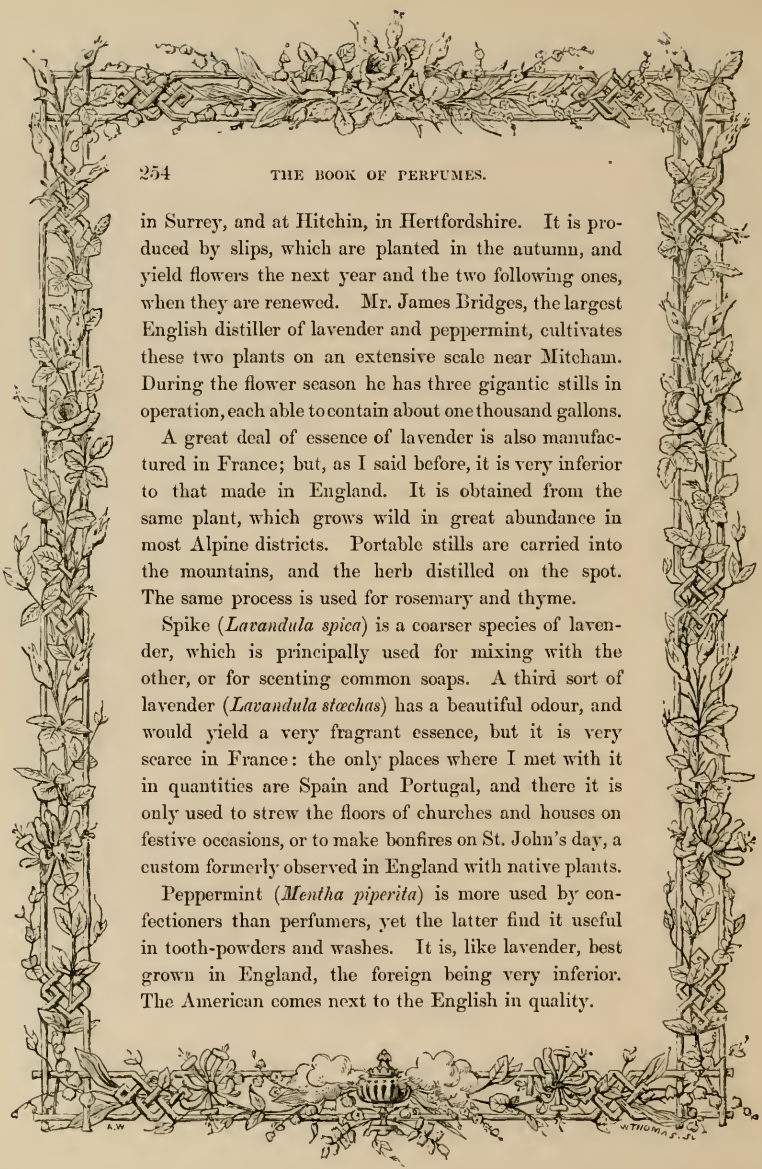 254 THE BOOK OF PERFUMES.
in Surrey, and at Hitchin, in Hertfordshire. It is pro-
duced by slips, which are planted in the autumn, and
yield flowers the next year and the two following ones,
when they are renewed. Mr. James Bridges, the largest
English distiller of lavender and peppermint, cultivates
these two plants on an extensive scale near Mitcham.
During the flower season he has three gigantic stills in
operation, each able to contain about one thousand gallons.
A great deal of essence of lavender is also manufac-
tured in France; but, as I said before, it is very inferior
to that made in England. It is obtained from the
same plant, which grows wild in great abundance in
most Alpine districts. Portable stills are carried into
the mountains, and the herb distilled on the spot.
The same process is used for rosemary and thyme.
Spike (Lavandula spica) is a coarser species of laven-
der, which is principally used for mixing with the
other, or for scenting common soaps. A third sort of
lavender (Lavandula stœchas) has a beautiful odour, and
would yield a very fragrant essence, but it is very
scarce in France: the only places where I met with it
in quantities are Spain and Portugal, and there it is
only used to strew the floors of churches and houses on
festive occasions, or to make bonfires on St. John's day, a
custom formerly observed in England with native plants.
Peppermint (Mentha piperita) is more used by con-
fectioners than perfumers, yet the latter find it useful
in tooth-powders and washes. It is, like lavender, best
grown in England, the foreign being very inferior.
The American comes next to the English in quality.
A.W W THOMAS. SC